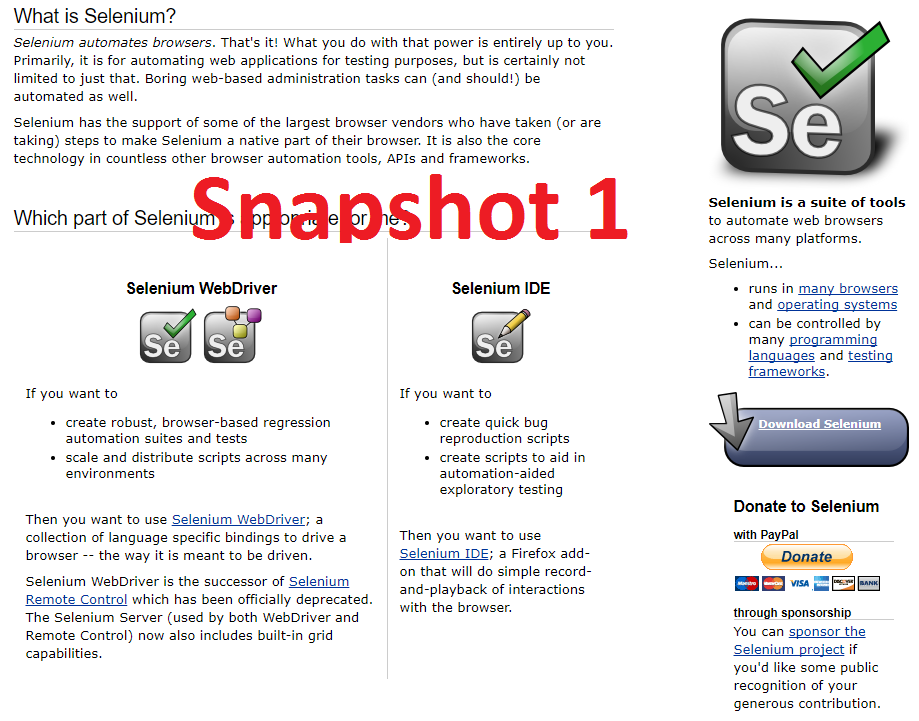 What is Selenium?
Selenium automates browsers. That's it! What you do with that power is entirely up to you.
Primarily, it is for automating web applications for testing purposes, but is certainly not
limited to just that. Boring web-based administration tasks can (and should!) be
automated as well.
Selenium has the support of some of the largest browser vendors who have taken (or are
taking) steps to make Selenium a native part of their browser. It is also the core
technology in countless other browser automation tools, APIs and frameworks.
Snapshot 1
Which part of Selenium is appropriate for me?
Selenium WebDriver
Se
Se
If you want to
• create robust, browser-based regression
automation suites and tests
• scale and distribute scripts across many
environments
Then you want to use Selenium WebDriver; a
collection of language specific bindings to drive a
browser -- the way it is meant to be driven.
Selenium WebDriver is the successor of Selenium
Remote Control which has been officially deprecated.
The Selenium Server (used by both WebDriver and
Remote Control) now also includes built-in grid
capabilities.
Selenium IDE
Se
If you want to
• create quick bug
reproduction scripts
• create scripts to aid in
automation-aided
exploratory testing
Then you want to use
Selenium IDE; a Firefox add-
on that will do simple record-
and-playback of interactions
with the browser.
Se
Selenium is a suite of tools
to automate web browsers
across many platforms.
Selenium...
• runs in many browsers
and operating systems
• can be controlled by
many programming
languages and testing
frameworks.
Download Selenium
Donate to Selenium
with PayPal
Donate
Maestro MasterCard VISA DISCOVER BANK
through sponsorship
You can sponsor the
Selenium project if
you'd like some public
recognition of your
generous contribution.